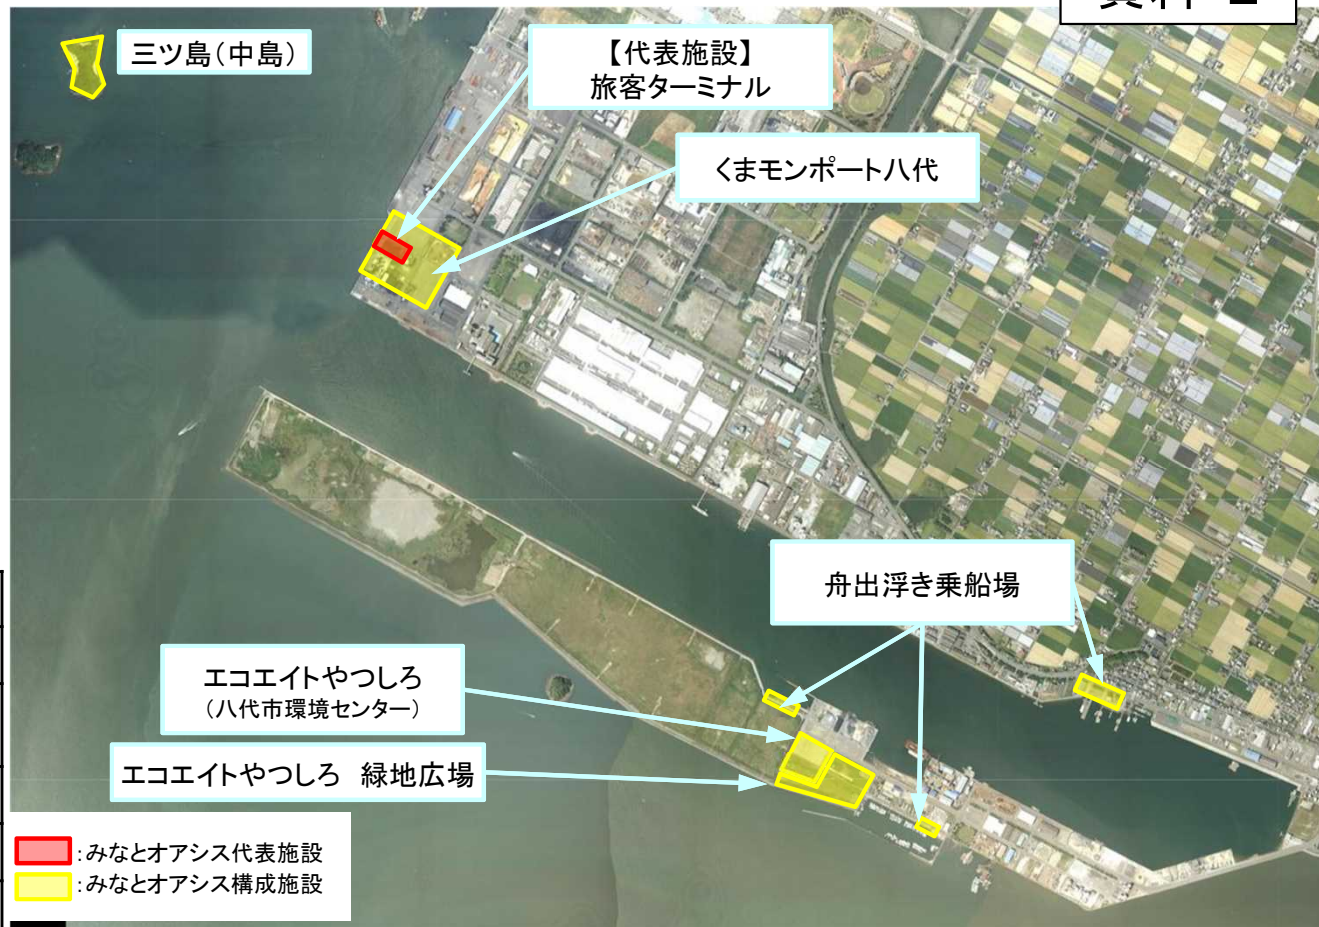 三ツ島(中島)
【代表施設】
旅客ターミナル
くまモンポート八代
舟出浮き乗船場
エコエイトやつしろ
(八代市環境センター)
エコエイトやつしろ 緑地広場
:みなとオアシス代表施設
:みなとオアシス構成施設